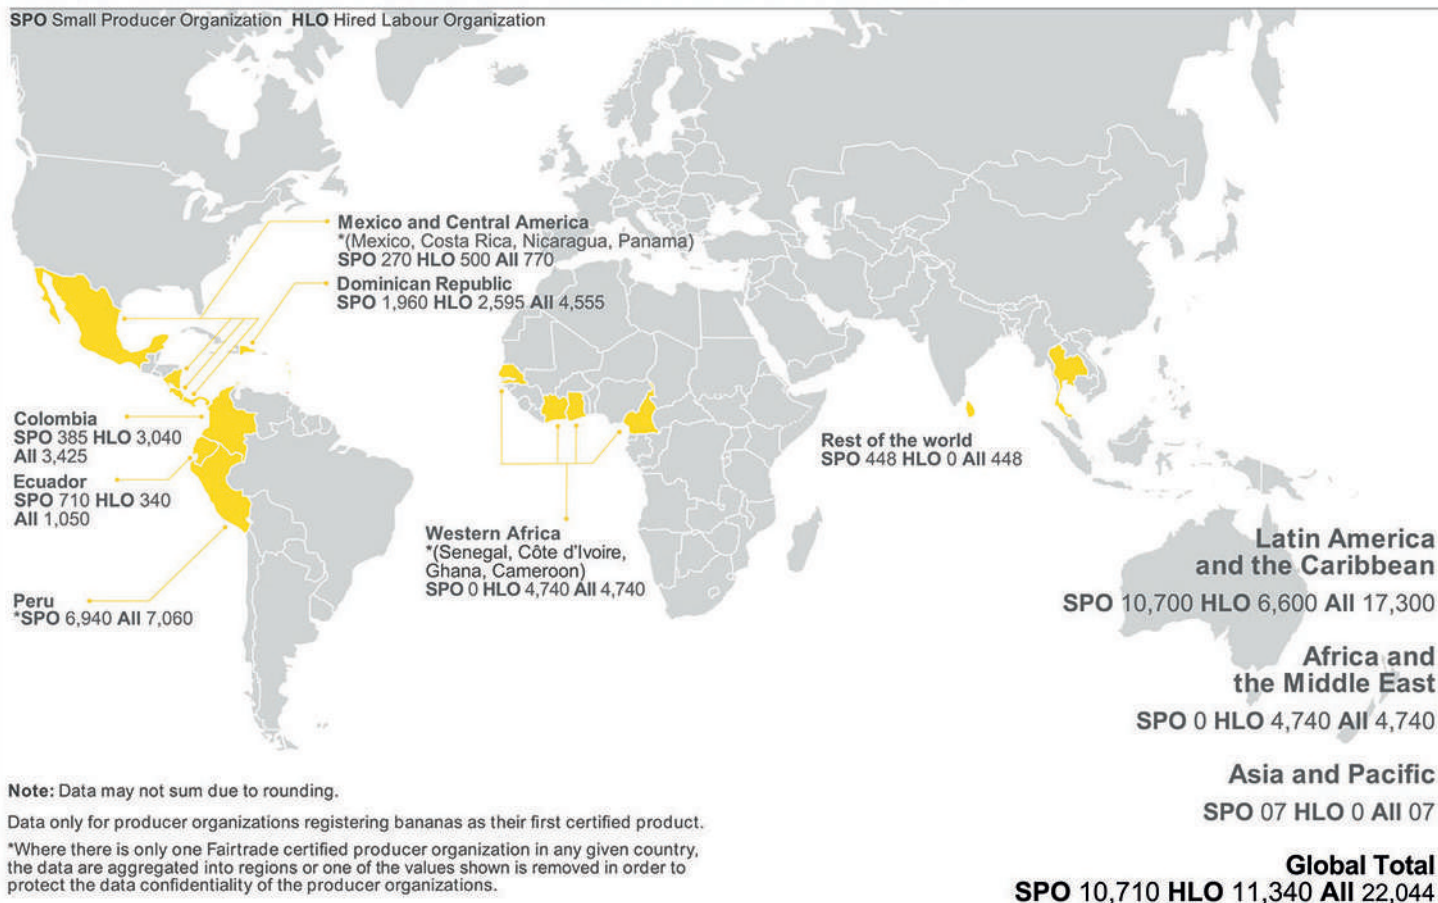 SPO Small Producer Organization HLO Hired Labour Organization
Mexico and Central America
*(Mexico, Costa Rica, Nicaragua, Panama)
SPO 270 HLO 500 All 770
Dominican Republic
SPO 1,960 HLO 2,595 All 4,555
Colombia
SPO 385 HLO 3,040
All 3,425
Ecuador
SPO 710 HLO 340
All 1,050
Peru
*SPO 6,940 All 7,060
Western Africa
*(Senegal, Côte d'Ivoire,
Ghana, Cameroon)
SPO 0 HLO 4,740 All 4,740
Rest of the world
SPO 448 HLO 0 All 448
Latin America
and the Caribbean
SPO 10,700 HLO 6,600 All 17,300
Africa and
the Middle East
SPO 0 HLO 4,740 All 4,740
Asia and Pacific
SPO 07 HLO 0 All 07
Global Total
SPO 10,710 HLO 11,340 All 22,044
Note: Data may not sum due to rounding.
Data only for producer organizations registering bananas as their first certified product.
*Where there is only one Fairtrade certified producer organization in any given country,
the data are aggregated into regions or one of the values shown is removed in order to
protect the data confidentiality of the producer organizations.